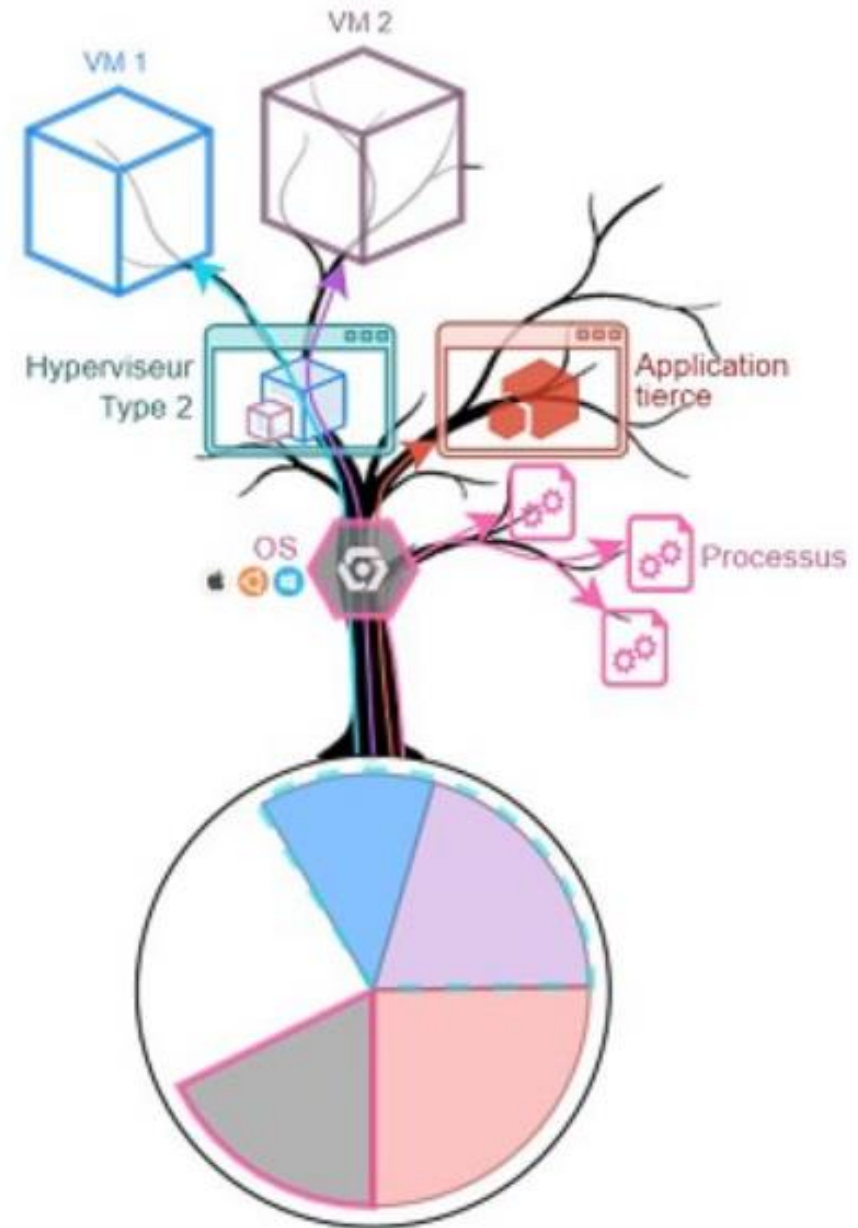 VM 2
VM 1
Hyperviseur
Type 2
Application
tierce
OS
Processus